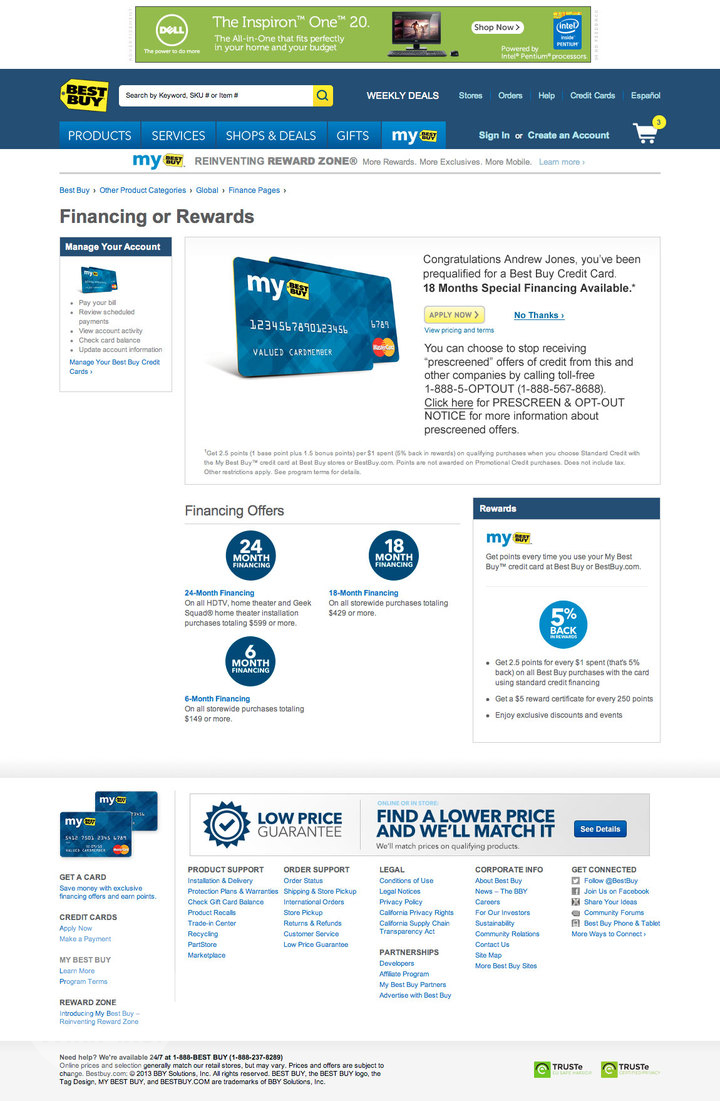 DELL
The power to do more
The Inspiron™ One™ 20.
The All-in-One that fits perfectly
in your home and your budget
Shop Now >
Powered by
Intel® Pentium® processors
intel
inside
PENTIUM®
BEST BUY
Search by Keyword, SKU # or Item #
WEEKLY DEALS
Stores
Orders
Help
Credit Cards
Español
PRODUCTS
SERVICES
SHOPS & DEALS
GIFTS
my BEST BUY
Sign In or Create an Account
3
my BEST BUY
REINVENTING REWARD ZONE® More Rewards. More Exclusives. More Mobile. Learn more ›
Best Buy › Other Product Categories › Global › Finance Pages ›
Financing or Rewards
Manage Your Account
my BEST BUY
• Pay your bill
• Review scheduled
payments
• View account activity
• Check card balance
• Update account information
Manage Your Best Buy Credit
Cards ›
my BEST BUY
1234567890123456
6789
VALUED CARDMEMBER
MasterCard
Congratulations Andrew Jones, you've been
prequalified for a Best Buy Credit Card.
18 Months Special Financing Available.*
APPLY NOW >
No Thanks ›
View pricing and terms
You can choose to stop receiving
“prescreened” offers of credit from this and
other companies by calling toll-free
1-888-5-OPTOUT (1-888-567-8688).
Click here for PRESCREEN & OPT-OUT
NOTICE for more information about
prescreened offers.
1Get 2.5 points (1 base point plus 1.5 bonus points) per $1 spent (5% back in rewards) on qualifying purchases when you choose Standard Credit with
the My Best Buy™ credit card at Best Buy stores or BestBuy.com. Points are not awarded on Promotional Credit purchases. Does not include tax.
Other restrictions apply. See program terms for details.
Financing Offers
24
MONTH
FINANCING
24-Month Financing
On all HDTV, home theater and Geek
Squad® home theater installation
purchases totaling $599 or more.
18
MONTH
FINANCING
18-Month Financing
On all storewide purchases totaling
$429 or more.
6
MONTH
FINANCING
6-Month Financing
On all storewide purchases totaling
$149 or more.
Rewards
my BEST BUY
Get points every time you use your My Best
Buy™ credit card at Best Buy or BestBuy.com.
5%
BACK
IN REWARDS
• Get 2.5 points for every $1 spent (that's 5%
back) on all Best Buy purchases with the card
using standard credit financing
• Get a $5 reward certificate for every 250 points
• Enjoy exclusive discounts and events
my BEST BUY
my BEST BUY
5412 7501 2345 6789
VALUED CARDMEMBER
GET A CARD
Save money with exclusive
financing offers and earn points.
CREDIT CARDS
Apply Now
Make a Payment
MY BEST BUY
Learn More
Program Terms
REWARD ZONE
Introducing My Best Buy –
Reinventing Reward Zone
LOW PRICE
GUARANTEE
ONLINE OR IN STORE:
FIND A LOWER PRICE
AND WE'LL MATCH IT
We'll match prices on qualifying products.
See Details
PRODUCT SUPPORT
Installation & Delivery
Protection Plans & Warranties
Check Gift Card Balance
Product Recalls
Trade-in Center
Recycling
PartStore
Marketplace
ORDER SUPPORT
Order Status
Shipping & Store Pickup
International Orders
Store Pickup
Returns & Refunds
Customer Service
Low Price Guarantee
LEGAL
Conditions of Use
Legal Notices
Privacy Policy
California Privacy Rights
California Supply Chain
Transparency Act
PARTNERSHIPS
Developers
Affiliate Program
My Best Buy Partners
Advertise with Best Buy
CORPORATE INFO
About Best Buy
News – The BBY
Careers
For Our Investors
Sustainability
Community Relations
Contact Us
Site Map
More Best Buy Sites
GET CONNECTED
Follow @BestBuy
Join Us on Facebook
Share Your Ideas
Community Forums
Best Buy Phone & Tablet
More Ways to Connect ›
Need help? We're available 24/7 at 1-888-BEST BUY (1-888-237-8289)
Online prices and selection generally match our retail stores, but may vary. Prices and offers are subject to
change. Bestbuy.com: © 2013 BBY Solutions, Inc. All rights reserved. BEST BUY, the BEST BUY logo, the
Tag Design, MY BEST BUY, and BESTBUY.COM are trademarks of BBY Solutions, Inc.
TRUSTe
EU SAFE HARBOR
TRUSTe
CERTIFIED PRIVACY